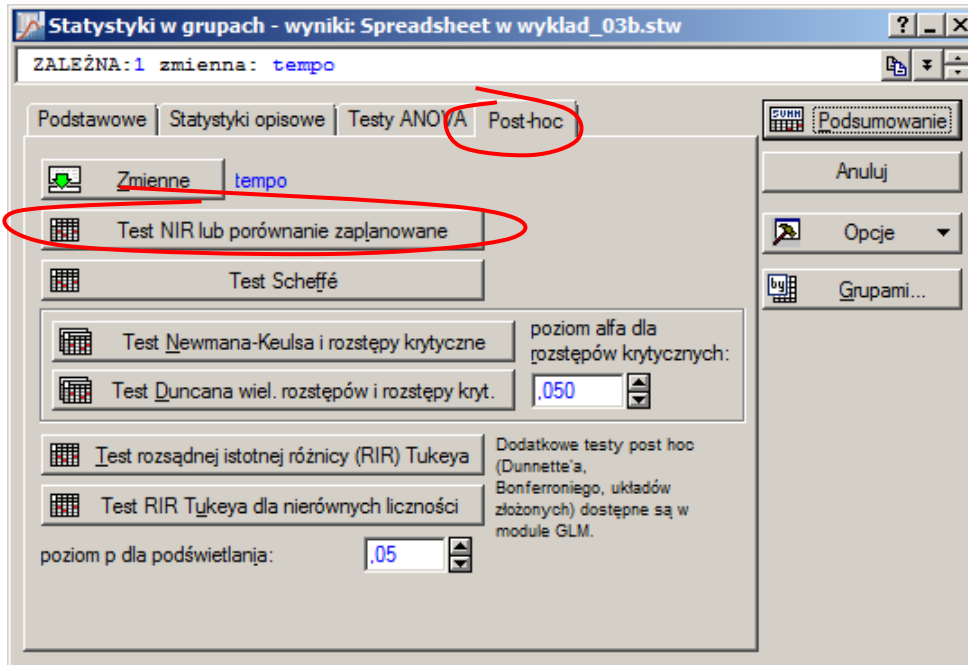 Statystyki w grupach - wyniki: Spreadsheet w wyklad_03b.stw
ZALEŻNA:1 zmienna: tempo
Podstawowe Statystyki opisowe Testy ANOVA Post-hoc
SUMM Podsumowanie
Zmienne tempo
Anuluj
Test NIR lub porównanie zaplanowane
Opcje
Test Scheffé
by Grupami...
Test Newmana-Keulsa i rozstępy krytyczne
poziom alfa dla
rozstępów krytycznych:
Test Duncana wiel. rozstępów i rozstępy kryt.
,050
Test rozsądnej istotnej różnicy (RIR) Tukeya
Test RIR Tukeya dla nierównych liczności
Dodatkowe testy post hoc
(Dunnette'a,
Bonferroniego, układów
złożonych) dostępne są w
module GLM.
poziom p dla podświetlania: ,05